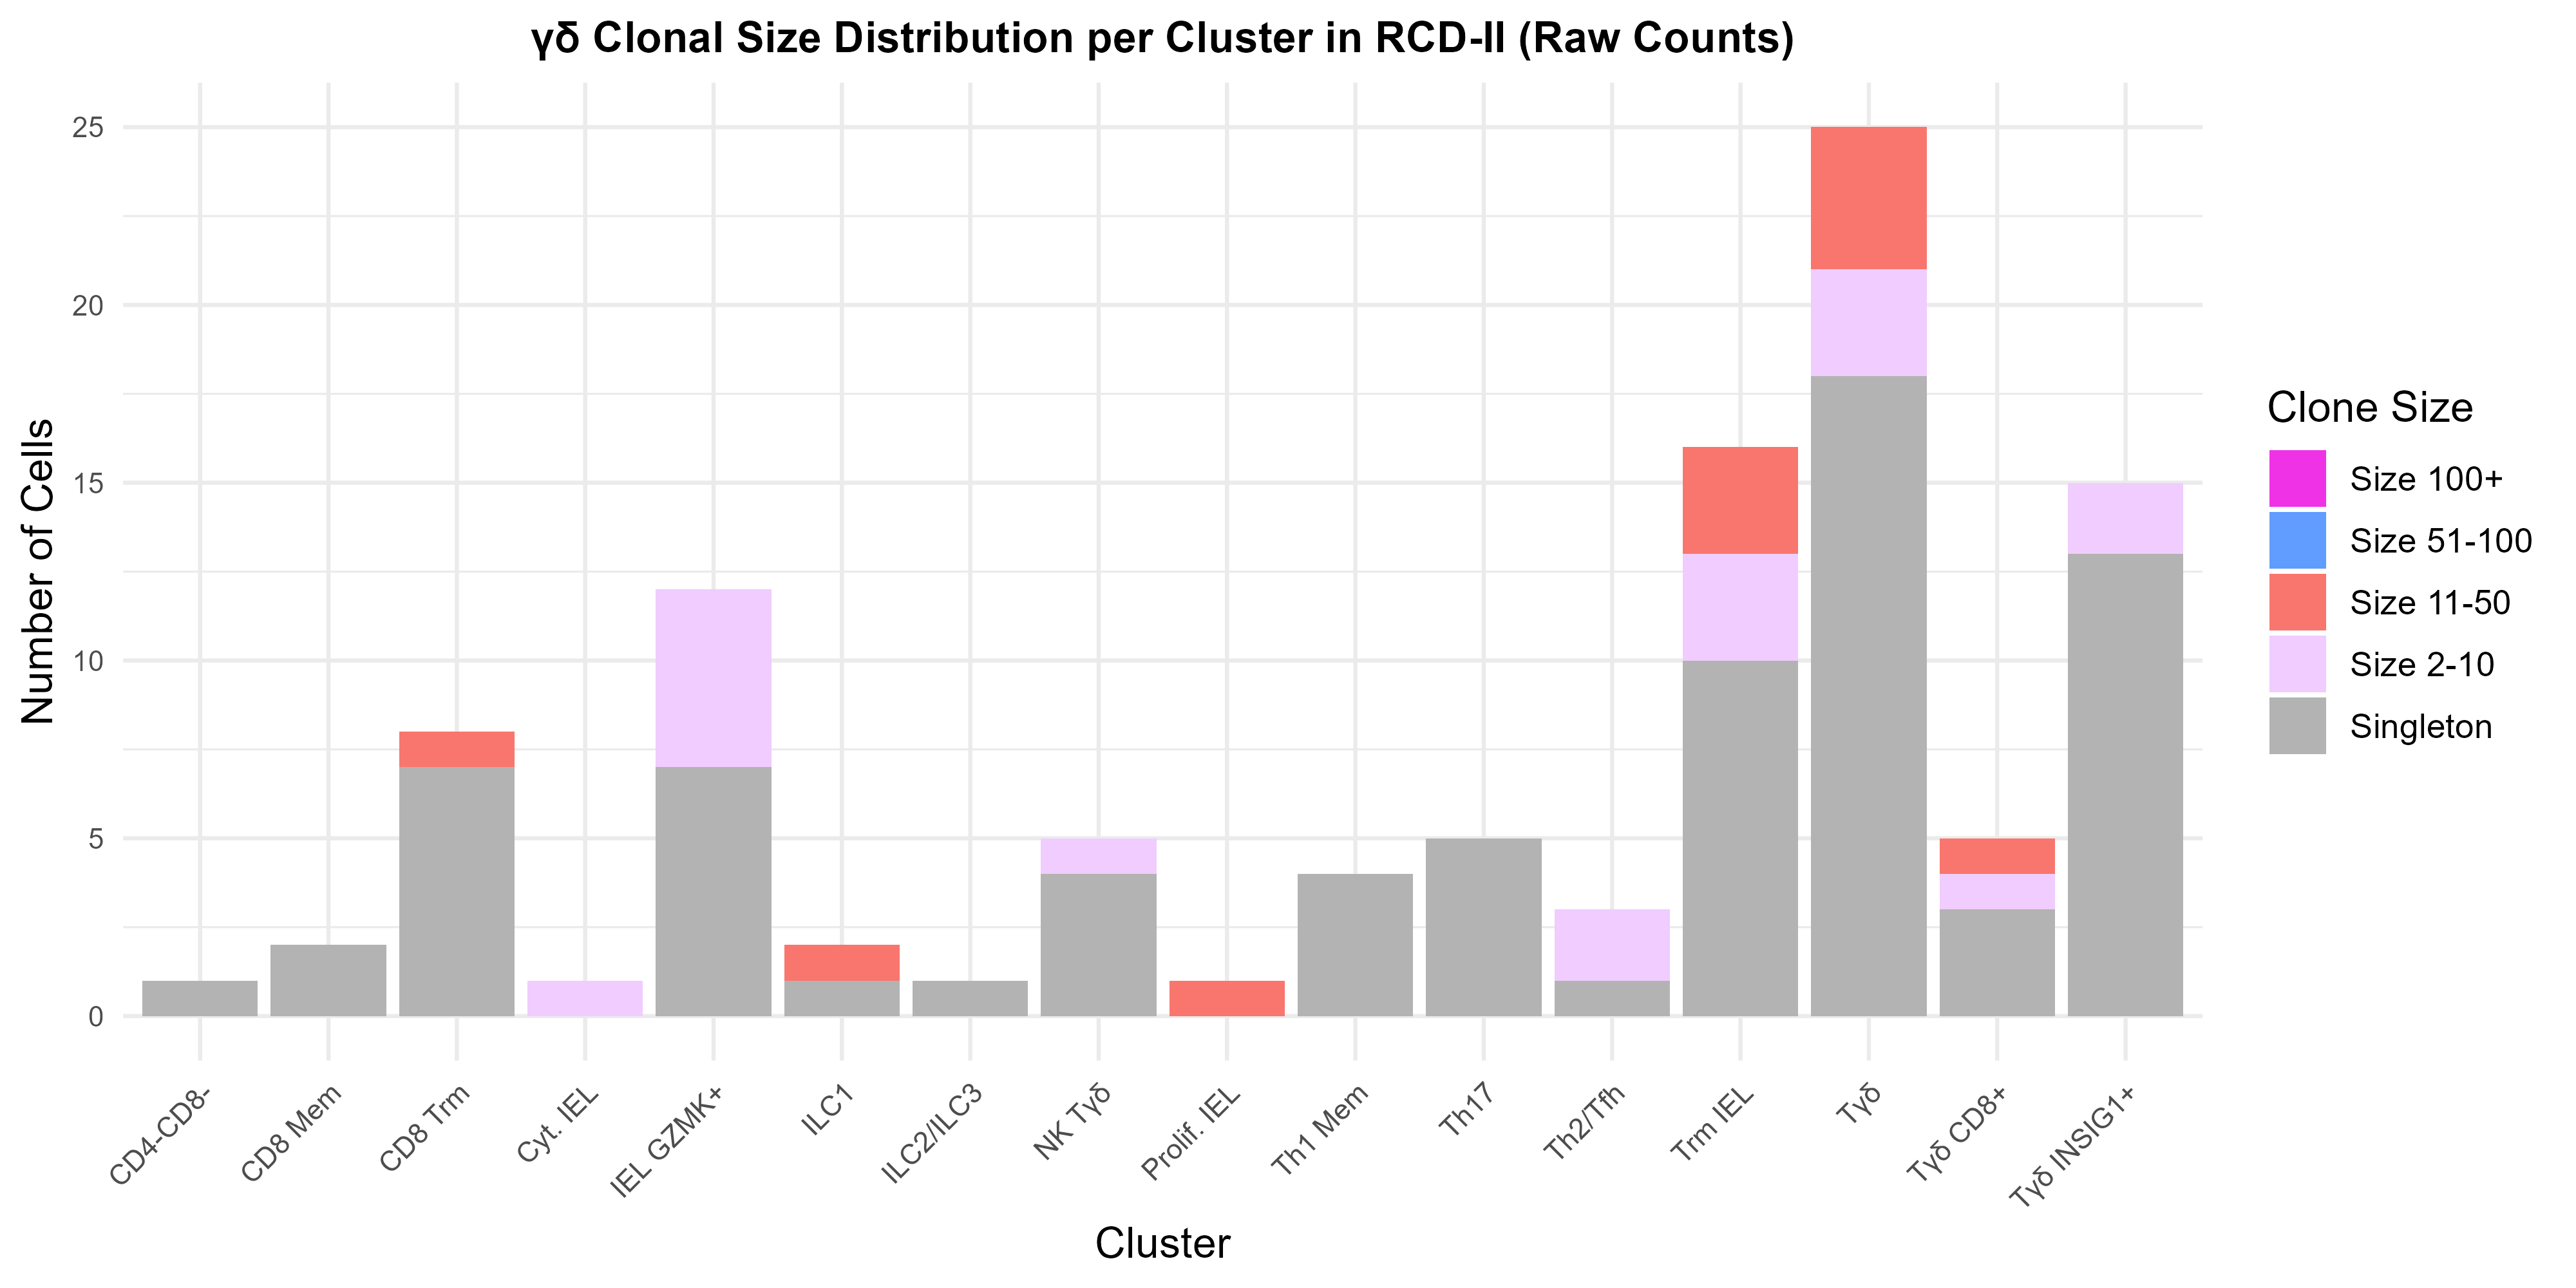 γδ Clonal Size Distribution per Cluster in RCD-II (Raw Counts)
Number of Cells
25
20
15
10
5
0
CD4-CD8-
CD8 Mem
CD8 Trm
Cyt. IEL
IEL GZMK+
ILC1
ILC2/ILC3
NK Tγδ
Prolif. IEL
Th1 Mem
Th17
Th2/Tfh
Trm IEL
Tγδ
Tγδ CD8+
Tγδ INSIG1+
Cluster
Clone Size
Size 100+
Size 51-100
Size 11-50
Size 2-10
Singleton